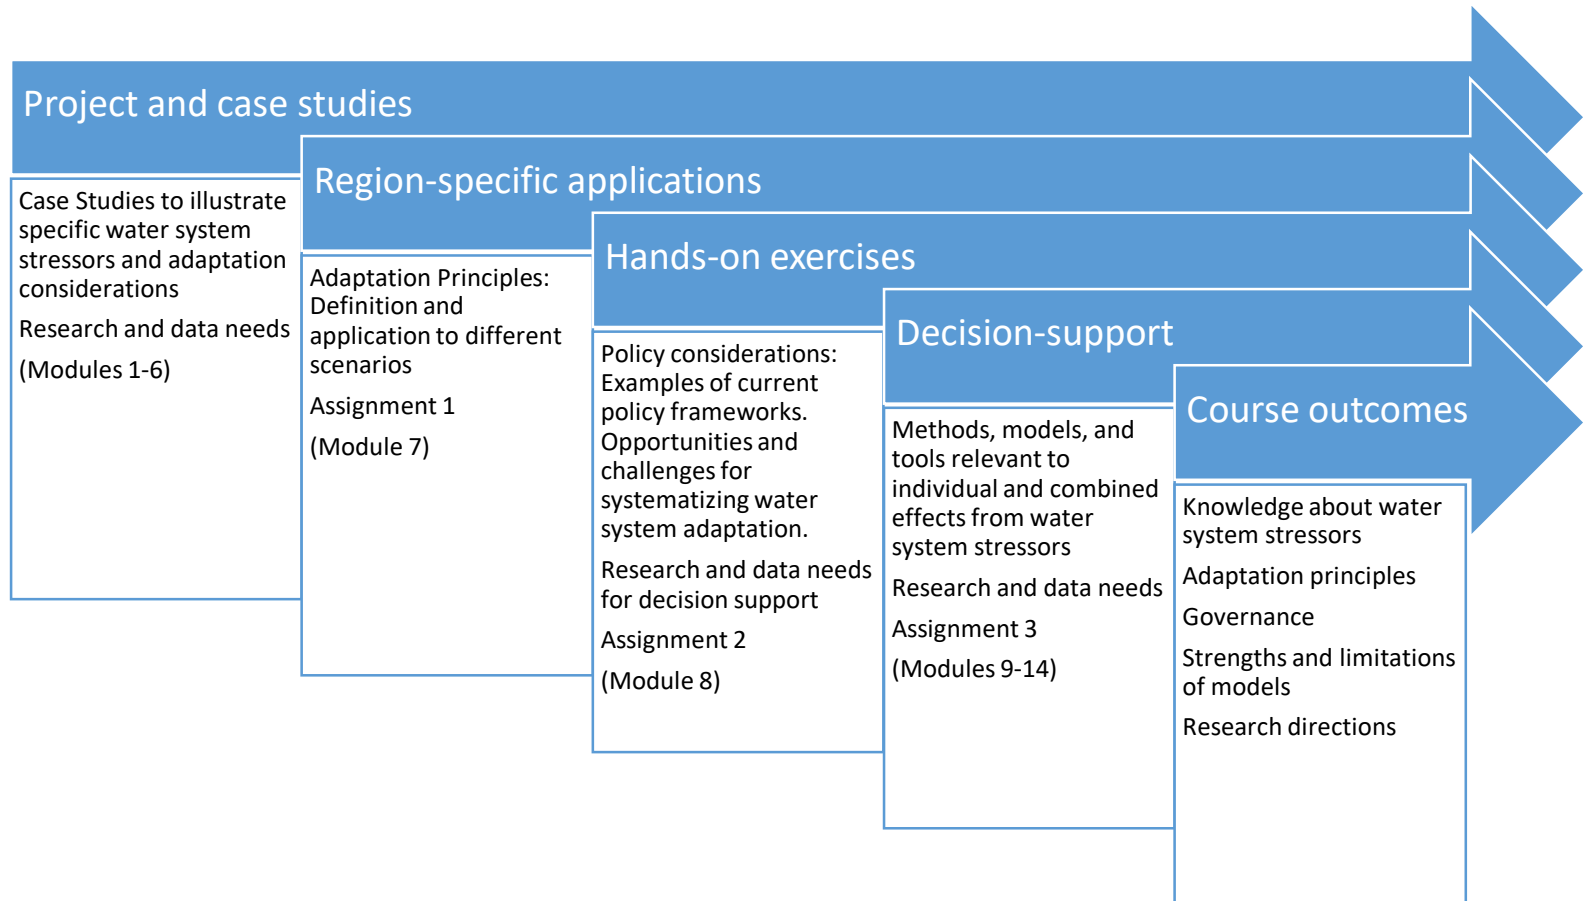 Project and case studies
Case Studies to illustrate
specific water system
stressors and adaptation
considerations
Research and data needs
(Modules 1-6)
Region-specific applications
Adaptation Principles:
Definition and
application to different
scenarios
Assignment 1
(Module 7)
Hands-on exercises
Policy considerations:
Examples of current
policy frameworks.
Opportunities and
challenges for
systematizing water
system adaptation.
Research and data needs
for decision support
Assignment 2
(Module 8)
Decision-support
Methods, models, and
tools relevant to
individual and combined
effects from water
system stressors
Research and data needs
Assignment 3
(Modules 9-14)
Course outcomes
Knowledge about water
system stressors
Adaptation principles
Governance
Strengths and limitations
of models
Research directions